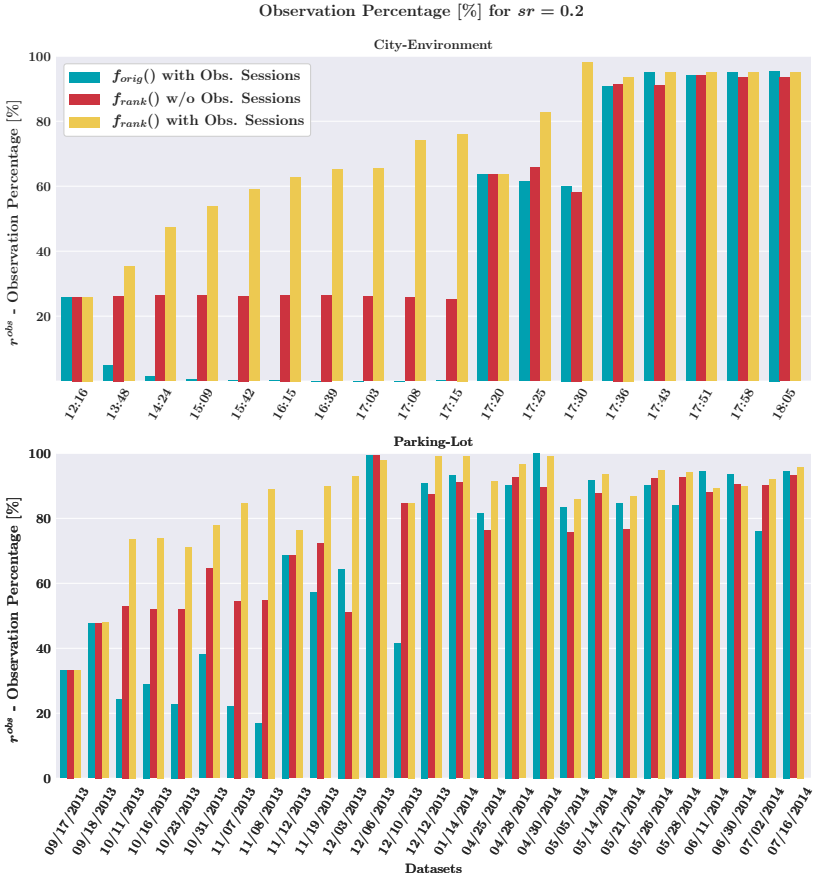 Observation Percentage [%] for sr = 0.2
City-Environment
r^obs - Observation Percentage [%]
100
80
60
40
20
f_orig() with Obs. Sessions
f_rank() w/o Obs. Sessions
f_rank() with Obs. Sessions
12:16 13:48 14:24 15:09 15:42 16:15 16:39 17:03 17:08 17:15 17:20 17:25 17:30 17:36 17:43 17:51 17:58 18:05
Parking-Lot
r^obs - Observation Percentage [%]
100
80
60
40
20
0
09/17/2013 09/18/2013 10/11/2013 10/16/2013 10/23/2013 10/31/2013 11/07/2013 11/08/2013 11/12/2013 11/19/2013 12/03/2013 12/06/2013 12/10/2013 12/12/2013 01/14/2014 04/25/2014 04/28/2014 04/30/2014 05/05/2014 05/14/2014 05/21/2014 05/26/2014 05/28/2014 06/11/2014 06/30/2014 07/02/2014 07/16/2014
Datasets